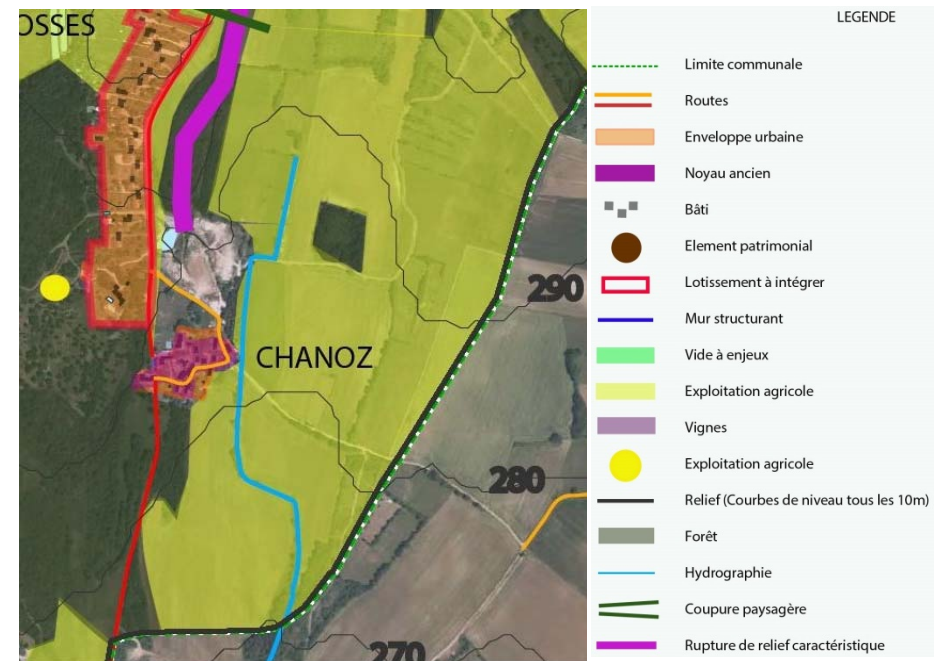 OSSES
CHANOZ
290
280
270
LEGENDE
Limite communale
Routes
Enveloppe urbaine
Noyau ancien
Bâti
Element patrimonial
Lotissement à intégrer
Mur structurant
Vide à enjeux
Exploitation agricole
Vignes
Exploitation agricole
Relief (Courbes de niveau tous les 10m)
Forêt
Hydrographie
Coupure paysagère
Rupture de relief caractéristique